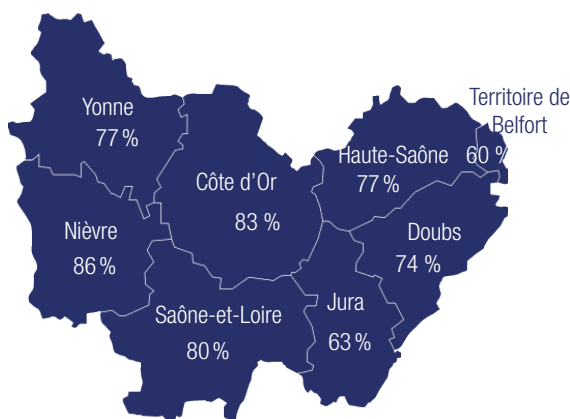 Yonne
77 %
Territoire de
Belfort
60 %
Haute-Saône
77 %
Côte d’Or
83 %
Nièvre
86 %
Doubs
74 %
Saône-et-Loire
80 %
Jura
63 %